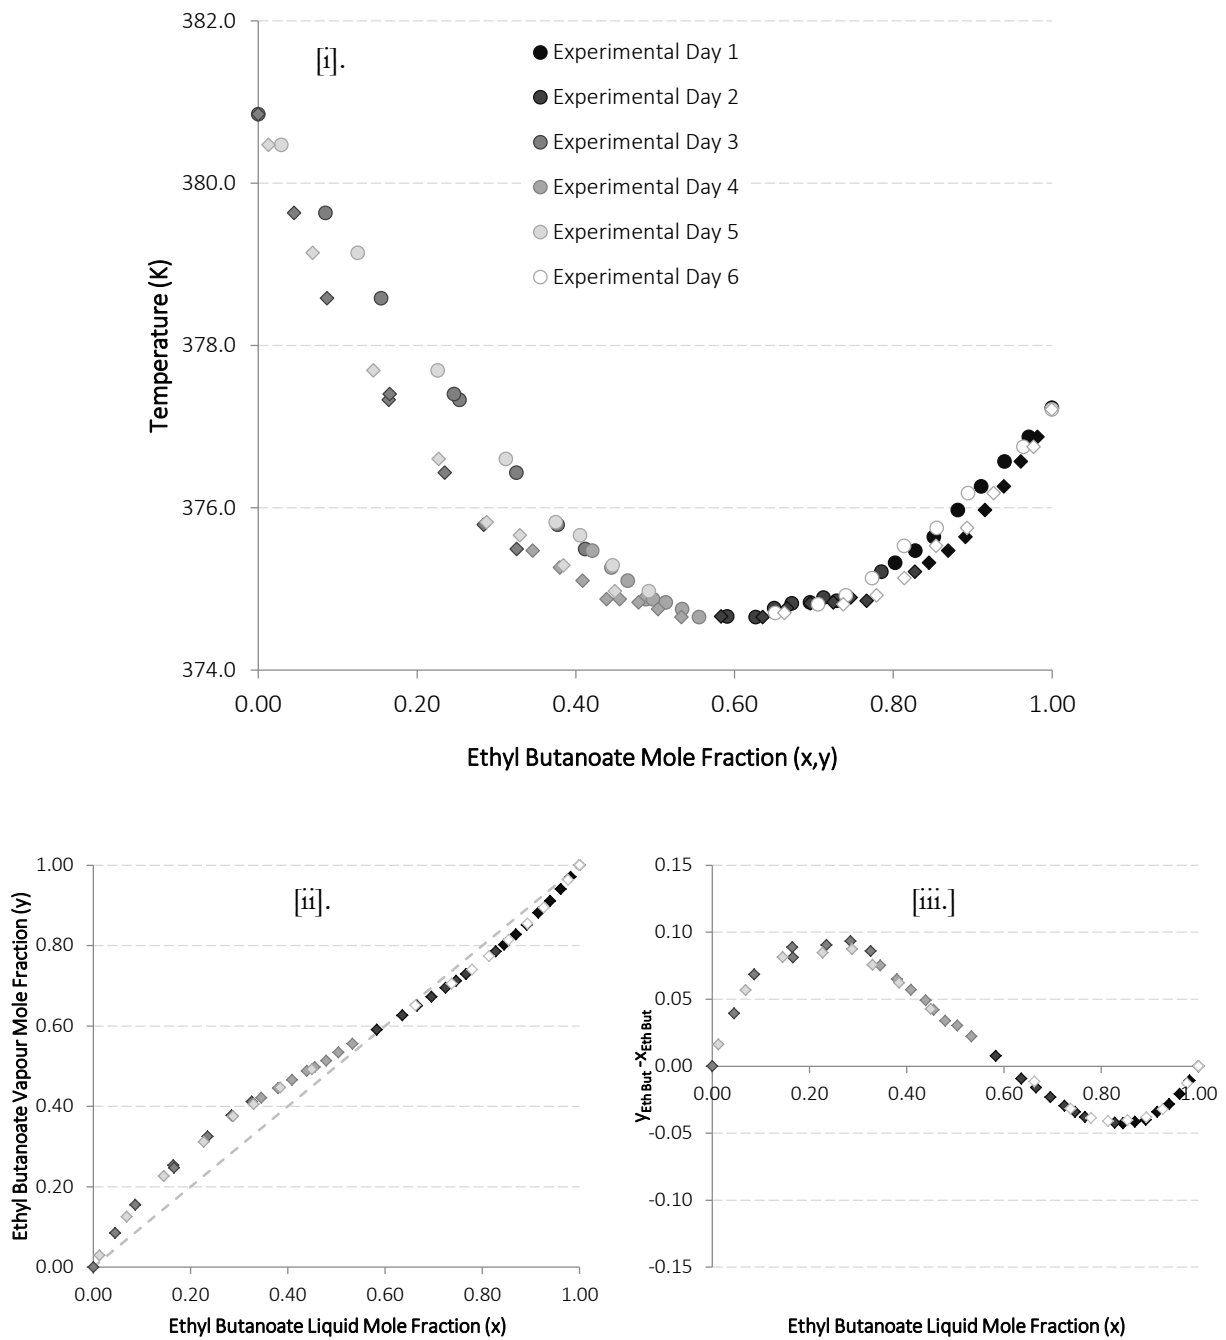 382.0
[i].
Experimental Day 1
Experimental Day 2
Experimental Day 3
Experimental Day 4
Experimental Day 5
Experimental Day 6
380.0
378.0
376.0
374.0
Temperature (K)
0.00 0.20 0.40 0.60 0.80 1.00
Ethyl Butanoate Mole Fraction (x,y)
1.00
[ii].
0.80
0.60
0.40
0.20
0.00
Ethyl Butanoate Vapour Mole Fraction (y)
0.00 0.20 0.40 0.60 0.80 1.00
Ethyl Butanoate Liquid Mole Fraction (x)
0.15
[iii.]
0.10
0.05
0.00
-0.05
-0.10
-0.15
yEth But -xEth But
0.00 0.20 0.40 0.60 0.80 1.00
Ethyl Butanoate Liquid Mole Fraction (x)